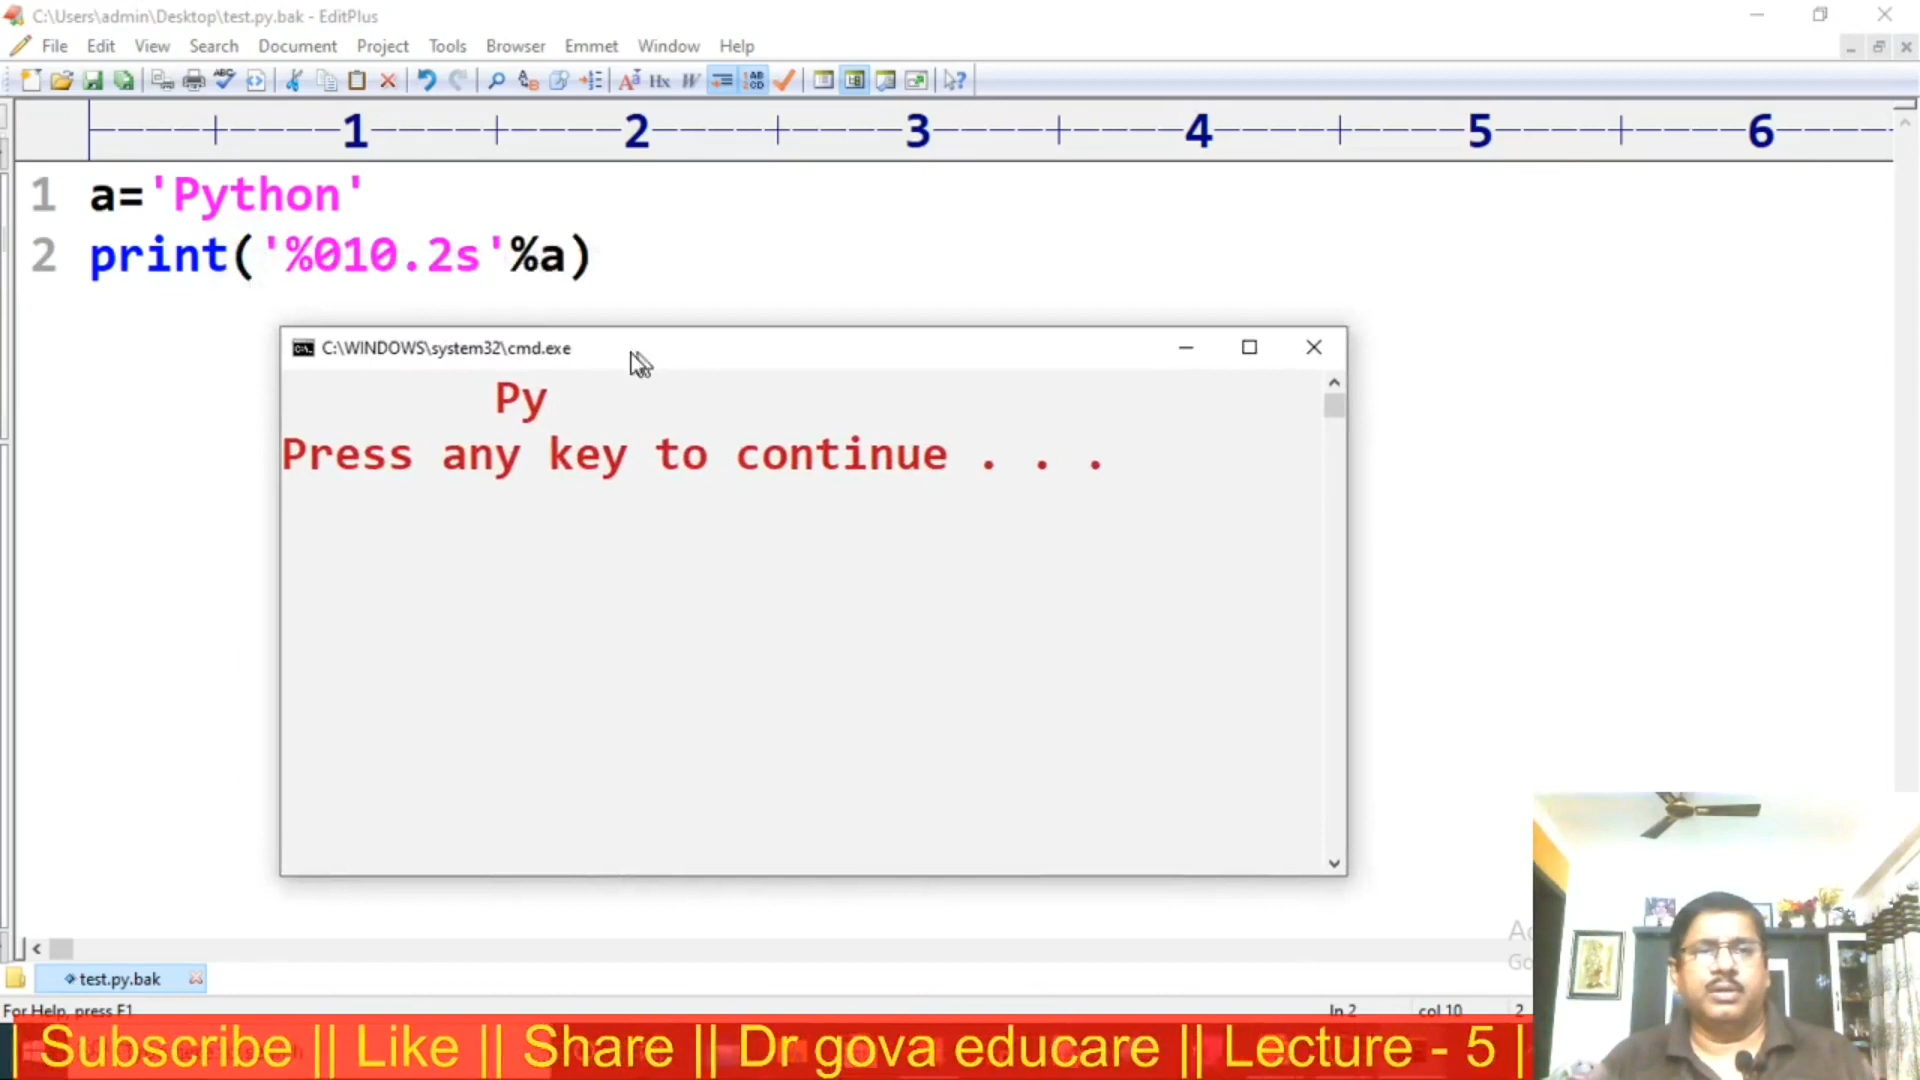 C:\Users\admin\Desktop\test.py.bak - EditPlus
File Edit View Search Document Project Tools Browser Emmet Window Help
1 2 3 4 5 6
1 a='Python'
2 print('%010.2s'%a)
C:\WINDOWS\system32\cmd.exe
Py
Press any key to continue . . .
test.py.bak
For Help, press F1 ln 2 col 10 2
| Subscribe || Like || Share || Dr gova educare || Lecture - 5 |